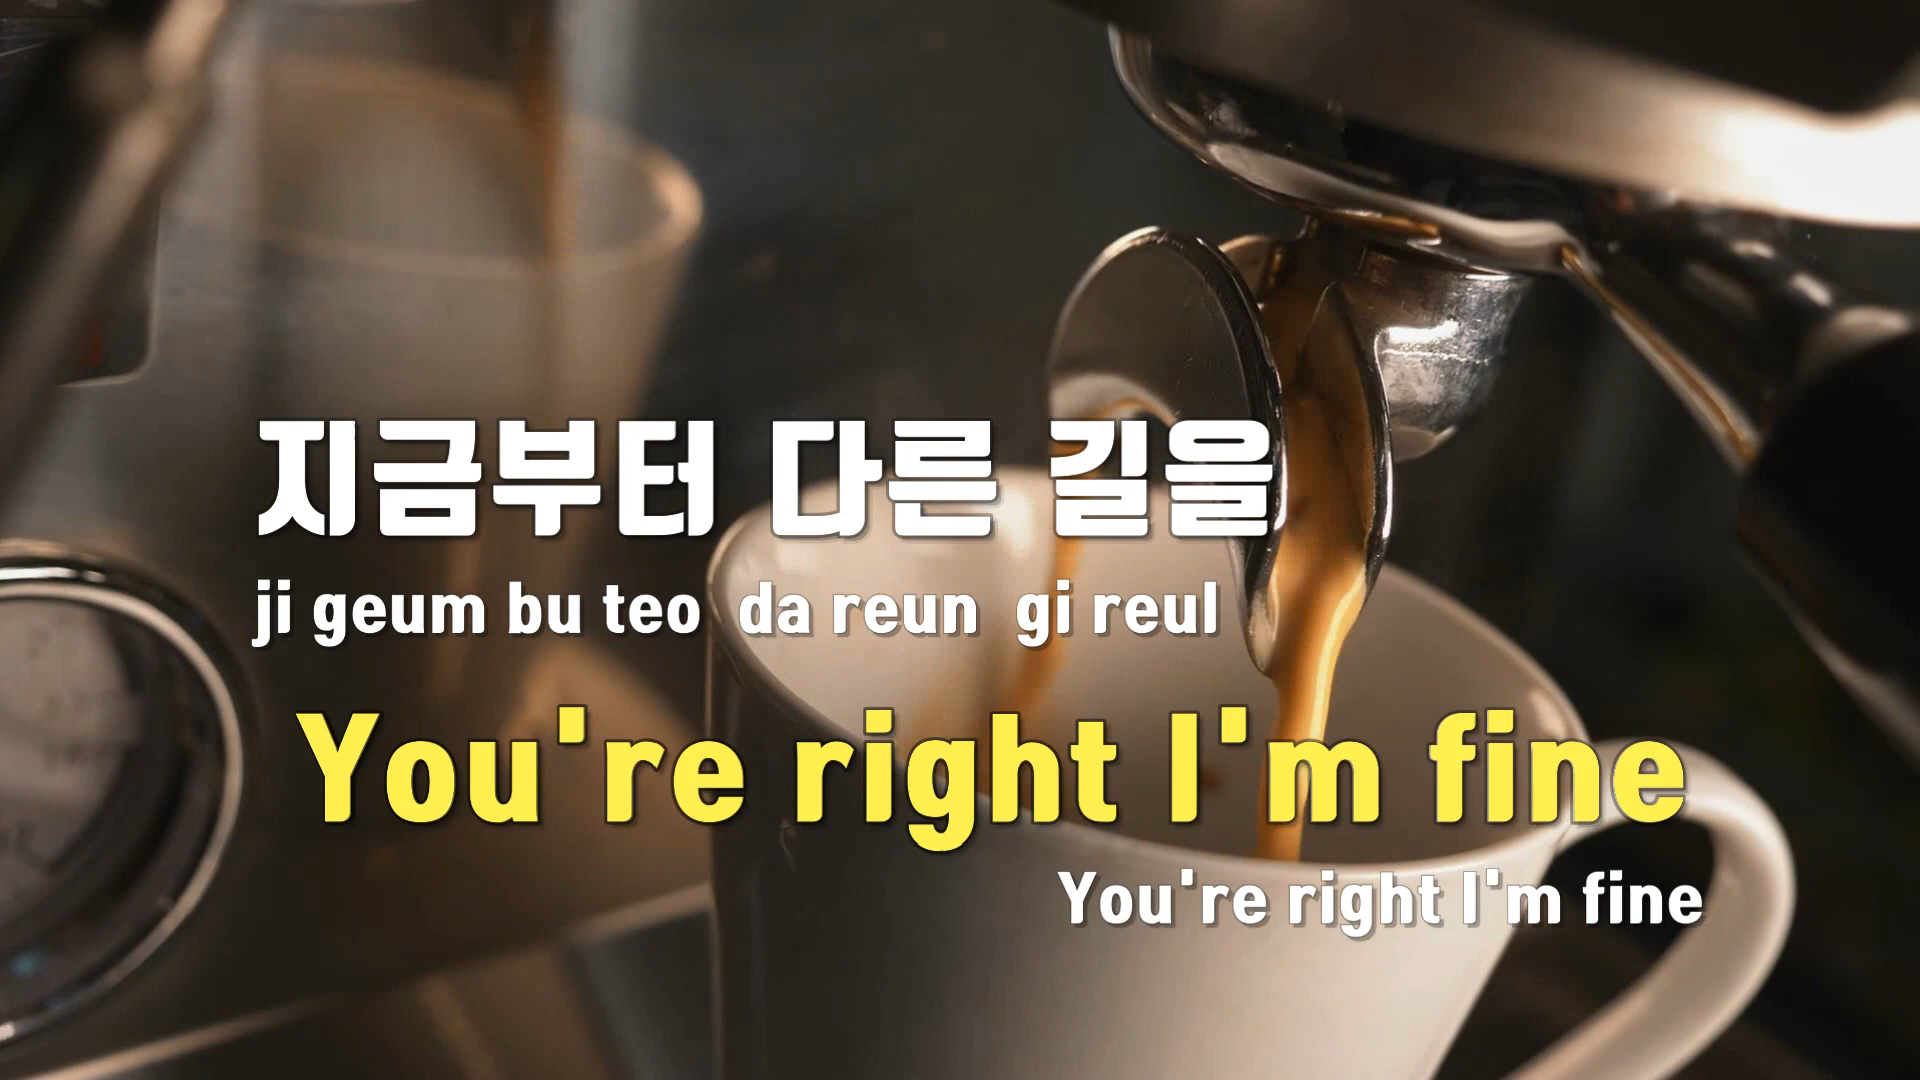 지금부터 다른 길을
ji geum bu teo da reun gi reul
You're right I'm fine
You're right I'm fine